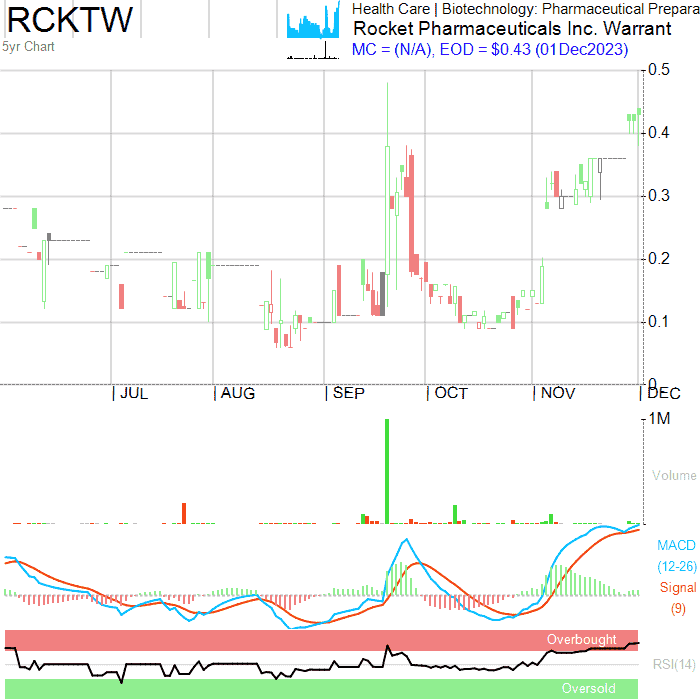 RCKTW
5yr Chart
Health Care | Biotechnology: Pharmaceutical Prepara
Rocket Pharmaceuticals Inc. Warrant
MC = (N/A), EOD = $0.43 (01Dec2023)
0.5
0.4
0.3
0.2
0.1
0
JUL
AUG
SEP
OCT
NOV
DEC
1M
Volume
MACD
(12-26)
Signal
(9)
Overbought
RSI(14)
Oversold